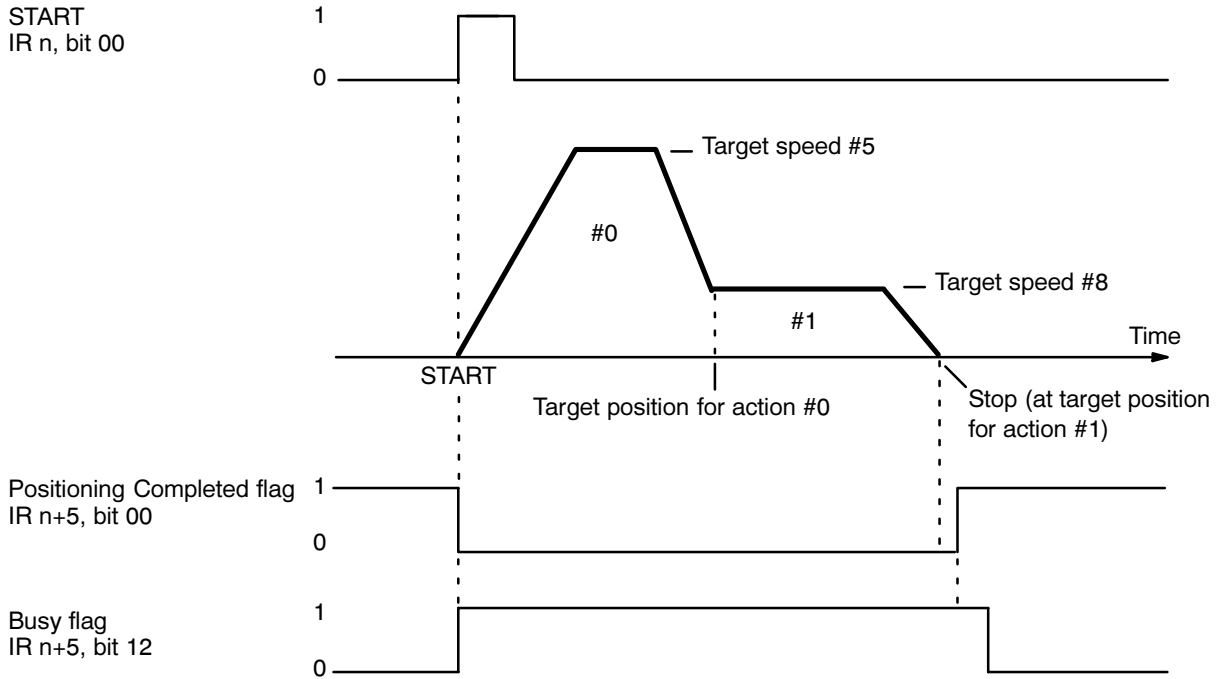 START
IR n, bit 00
1
0
Target speed #5
#0
Target speed #8
#1
Time
START
Target position for action #0
Stop (at target position
for action #1)
Positioning Completed flag
IR n+5, bit 00
1
0
Busy flag
IR n+5, bit 12
1
0